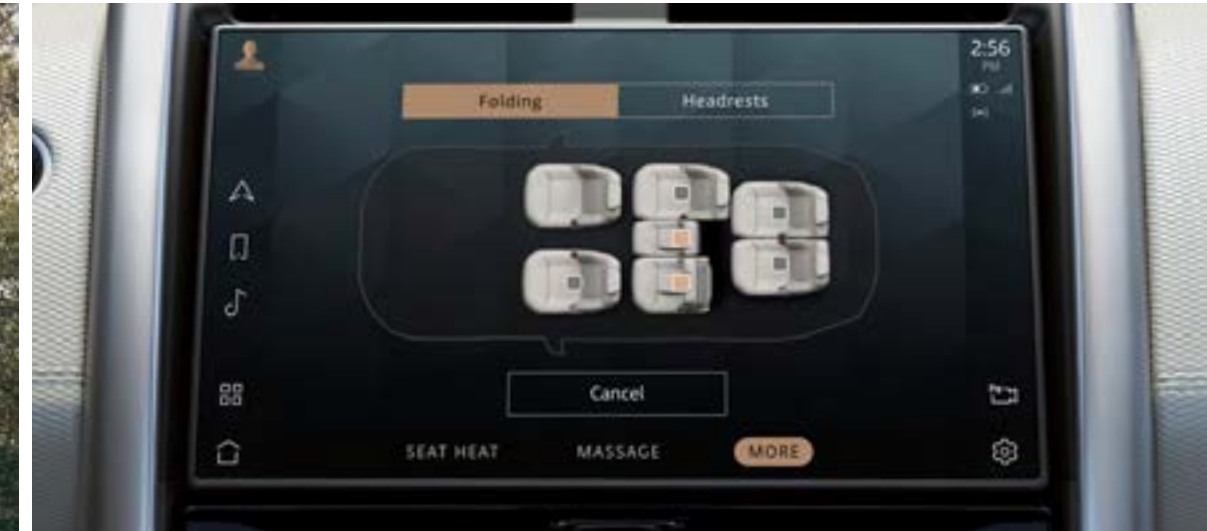 2:56
PM
Folding
Headrests
Cancel
SEAT HEAT
MASSAGE
MORE